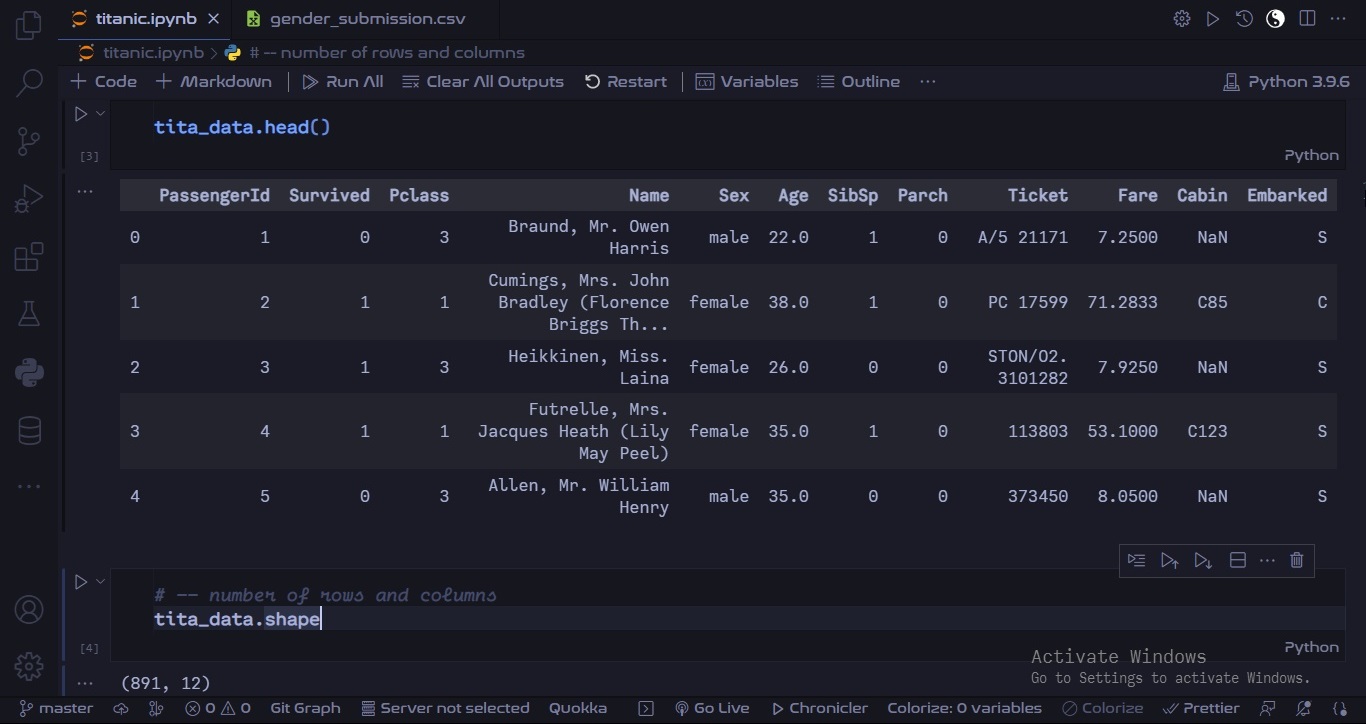 titanic.ipynb
gender_submission.csv
titanic.ipynb > # -- number of rows and columns
+ Code + Markdown | Run All Clear All Outputs Restart | Variables Outline ... Python 3.9.6
tita_data.head()
[3]
Python
PassengerId Survived Pclass Name Sex Age SibSp Parch Ticket Fare Cabin Embarked
0 1 0 3 Braund, Mr. Owen Harris male 22.0 1 0 A/5 21171 7.2500 NaN S
1 2 1 1 Cumings, Mrs. John Bradley (Florence Briggs Th... female 38.0 1 0 PC 17599 71.2833 C85 C
2 3 1 3 Heikkinen, Miss. Laina female 26.0 0 0 STON/O2. 3101282 7.9250 NaN S
3 4 1 1 Futrelle, Mrs. Jacques Heath (Lily May Peel) female 35.0 1 0 113803 53.1000 C123 S
4 5 0 3 Allen, Mr. William Henry male 35.0 0 0 373450 8.0500 NaN S
# -- number of rows and columns
tita_data.shape
[4]
Python
(891, 12)
Activate Windows
Go to Settings to activate Windows.
master 0 0 Git Graph Server not selected Quokka Go Live Chronicler Colorize: 0 variables Colorize Prettier